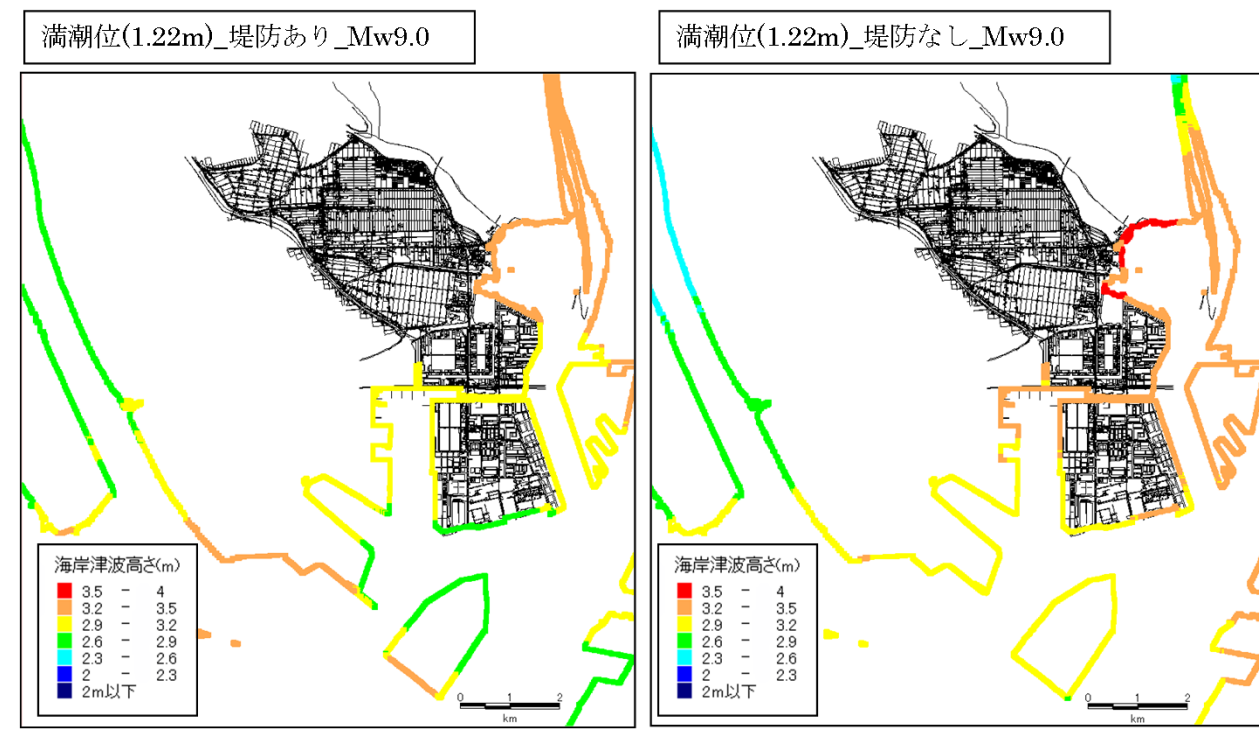 満潮位(1.22m)_堤防あり_Mw9.0
満潮位(1.22m)_堤防なし_Mw9.0
海岸津波高さ(m)
3.5 − 4
3.2 − 3.5
2.9 − 3.2
2.6 − 2.9
2.3 − 2.6
2 − 2.3
2m以下
0 1 2
km
海岸津波高さ(m)
3.5 − 4
3.2 − 3.5
2.9 − 3.2
2.6 − 2.9
2.3 − 2.6
2 − 2.3
2m以下
0 1 2
km